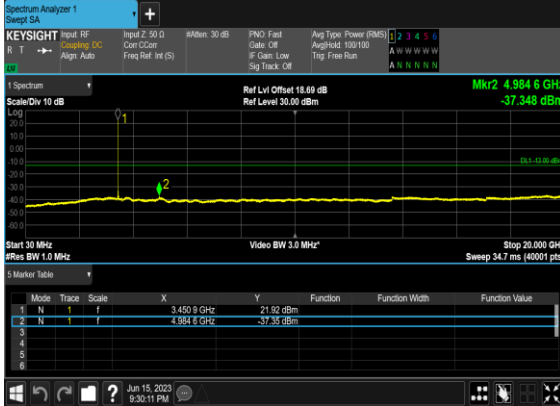 Spectrum Analyzer 1
Swept SA
+
KEYSIGHT Input: RF Input Z: 50 Ω #Atten: 30 dB PNO: Fast Avg Type: Power (RMS) 1 2 3 4 5 6
R T Coupling: DC Corr CCorr Gate: Off Avg|Hold: 100/100 A W W W W W
Align: Auto Freq Ref: Int (S) IF Gain: Low Trig: Free Run
Sig Track: Off A N N N N N
1 Spectrum
Ref Lvl Offset 18.69 dB Mkr2 4.984 6 GHz
Scale/Div 10 dB Ref Level 30.00 dBm -37.348 dBm
Log
20.0
10.0
0.00
-10.0
DL1 -13.00 dBm
-20.0
-30.0
-40.0
-50.0
-60.0
1
2
Start 30 MHz Video BW 3.0 MHz* Stop 20.000 GHz
#Res BW 1.0 MHz Sweep 34.7 ms (40001 pts)
5 Marker Table
Mode Trace Scale X Y Function Function Width Function Value
1 N 1 f 3.450 9 GHz 21.92 dBm
2 N 1 f 4.984 6 GHz -37.35 dBm
3
4
5
6
? Jun 15, 2023
9:30:11 PM